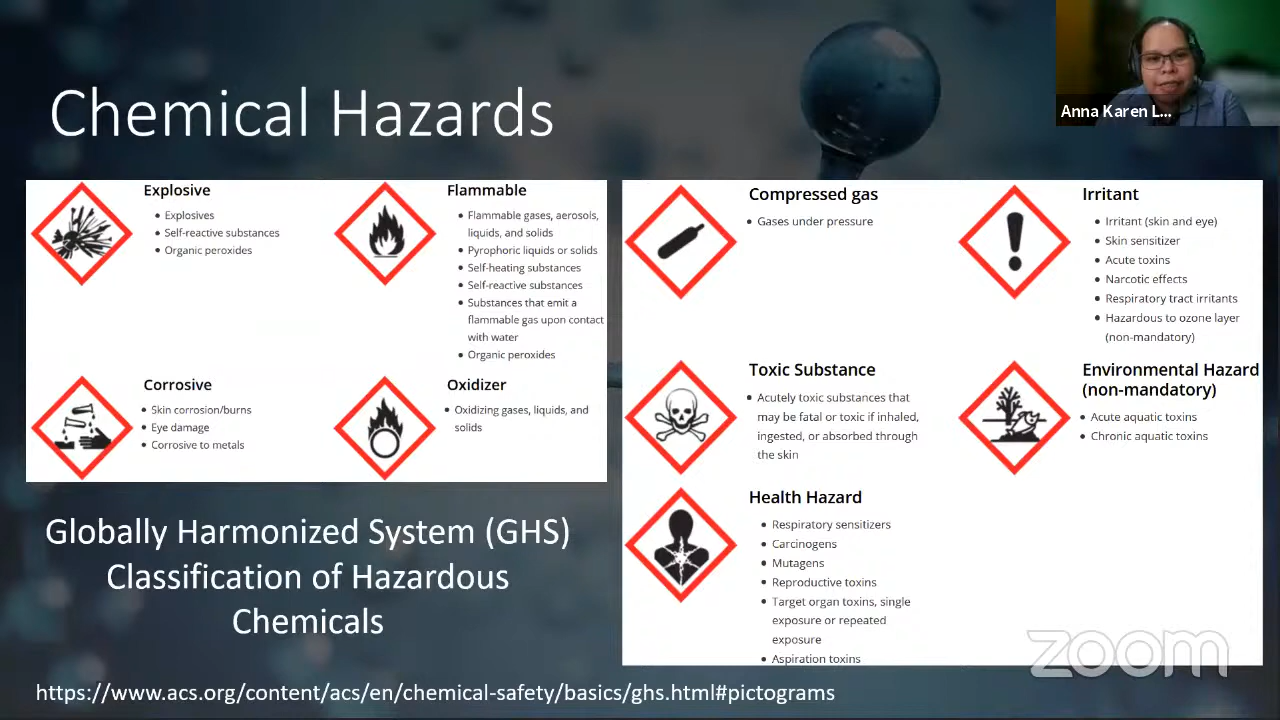 Chemical Hazards
Anna Karen L...
Explosive
• Explosives
• Self-reactive substances
• Organic peroxides
Flammable
• Flammable gases, aerosols,
liquids, and solids
• Pyrophoric liquids or solids
• Self-heating substances
• Self-reactive substances
• Substances that emit a
flammable gas upon contact
with water
• Organic peroxides
Corrosive
• Skin corrosion/burns
• Eye damage
• Corrosive to metals
Oxidizer
• Oxidizing gases, liquids, and
solids
Compressed gas
• Gases under pressure
Irritant
• Irritant (skin and eye)
• Skin sensitizer
• Acute toxins
• Narcotic effects
• Respiratory tract irritants
• Hazardous to ozone layer
(non-mandatory)
Toxic Substance
• Acutely toxic substances that
may be fatal or toxic if inhaled,
ingested, or absorbed through
the skin
Environmental Hazard
(non-mandatory)
• Acute aquatic toxins
• Chronic aquatic toxins
Health Hazard
• Respiratory sensitizers
• Carcinogens
• Mutagens
• Reproductive toxins
• Target organ toxins, single
exposure or repeated
exposure
• Aspiration toxins
Globally Harmonized System (GHS)
Classification of Hazardous
Chemicals
https://www.acs.org/content/acs/en/chemical-safety/basics/ghs.html#pictograms
zoom